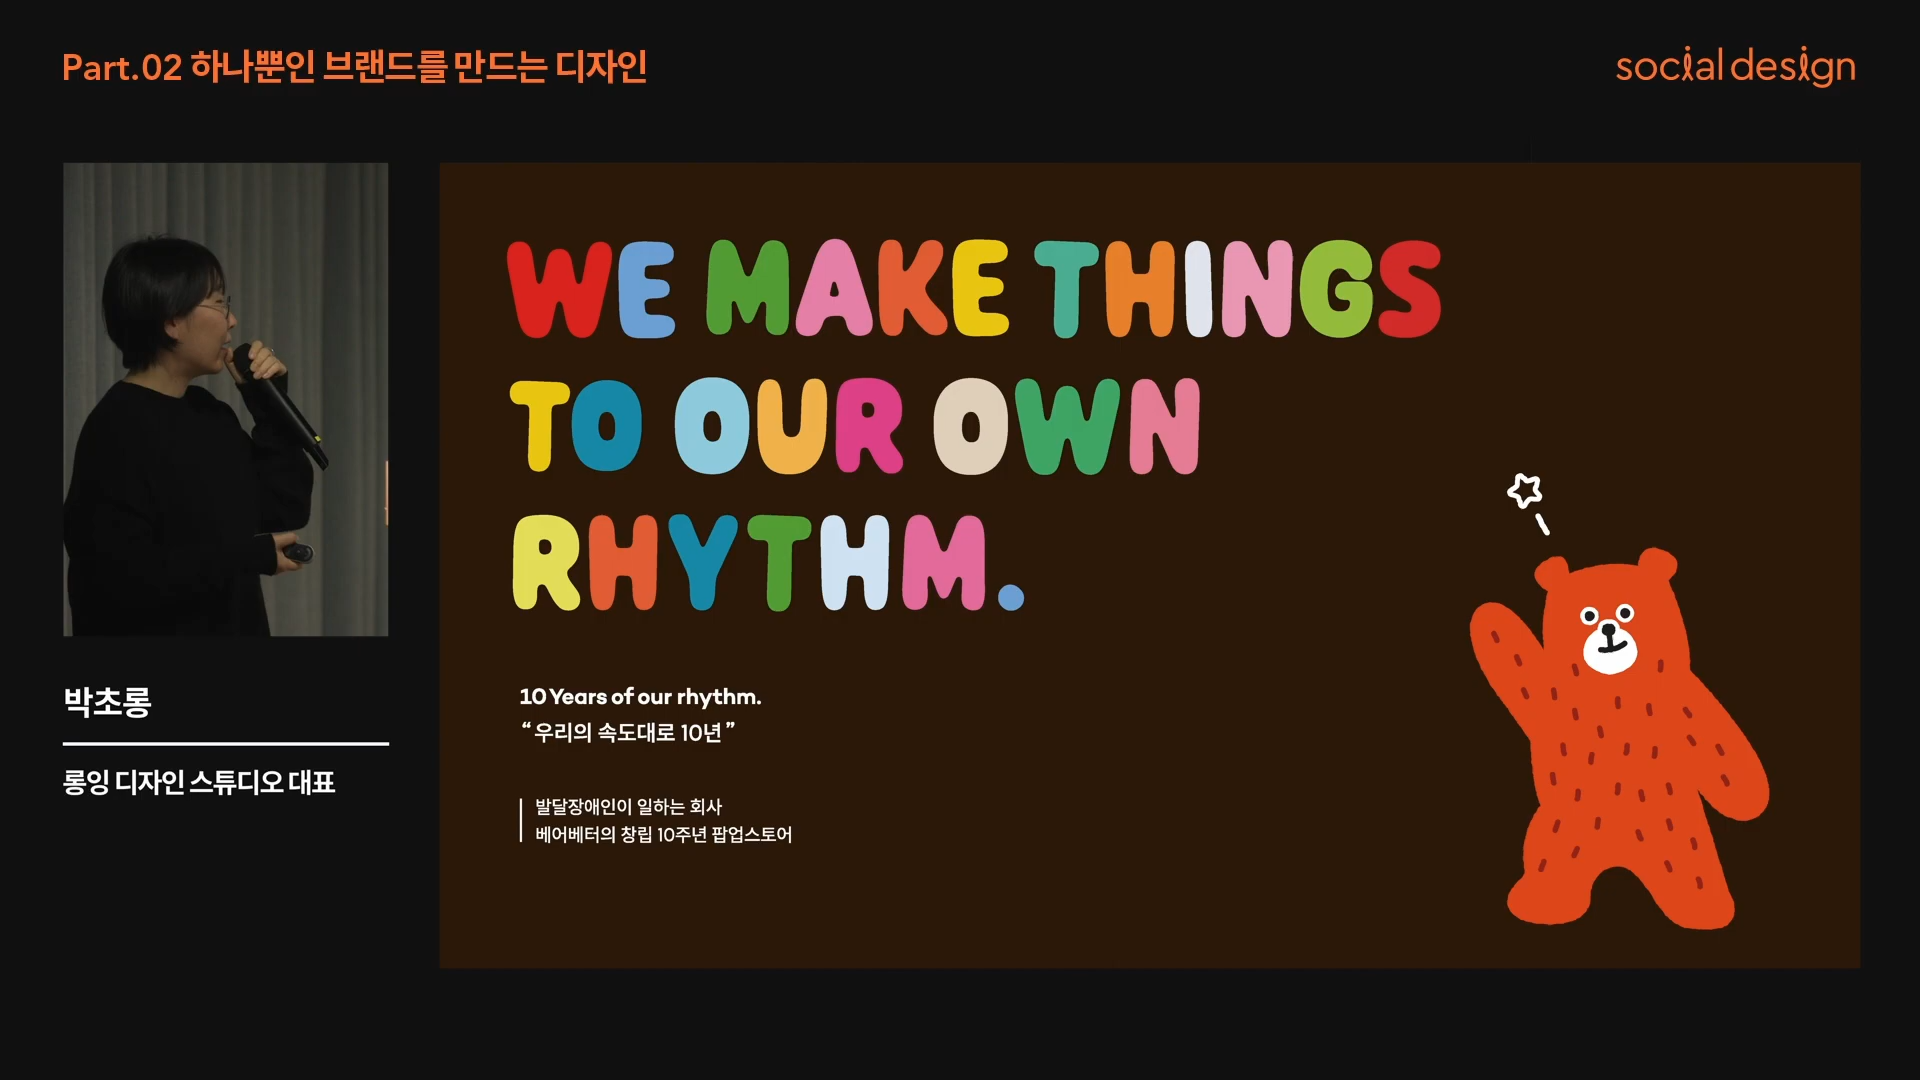 Part.02 하나뿐인 브랜드를 만드는 디자인
social design
WE MAKE THINGS
TO OUR OWN
RHYTHM.
10 Years of our rhythm.
“우리의 속도대로 10년”
발달장애인이 일하는 회사
베어베터의 창립 10주년 팝업스토어
박초롱
롱잉 디자인 스튜디오 대표